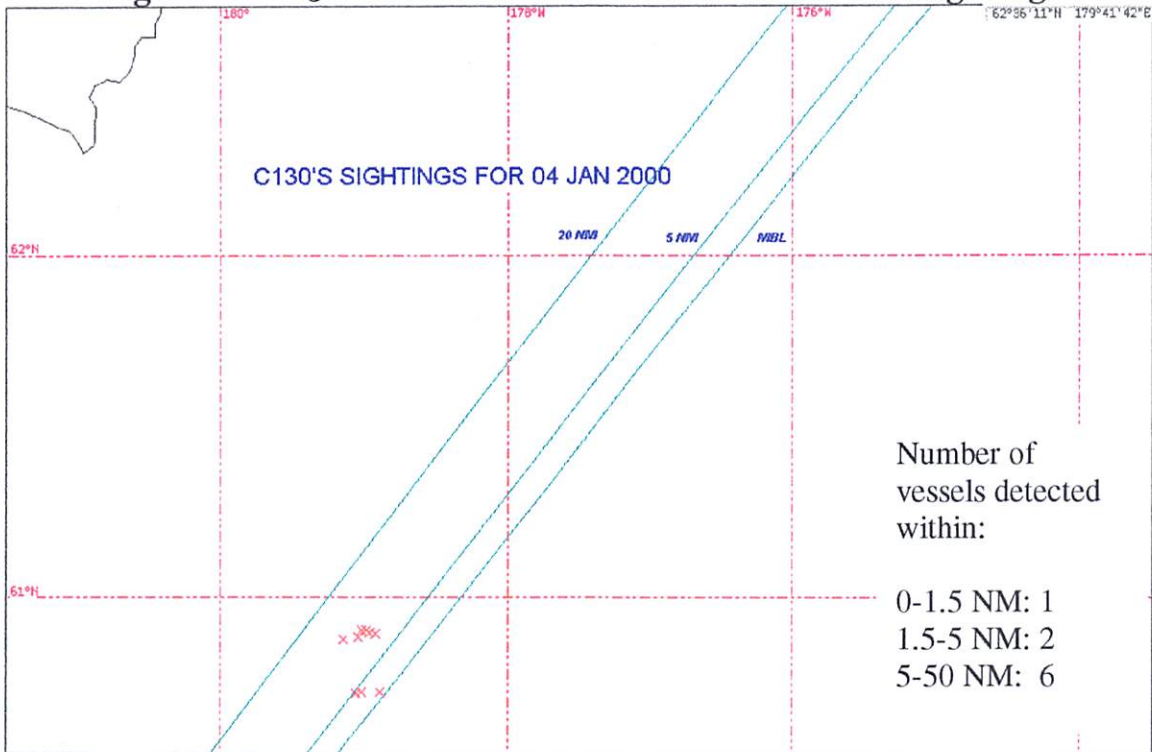 180° 178°W 176°W 62°36'11"N 179°41'42"E
C130'S SIGHTINGS FOR 04 JAN 2000
20 NM 5 NM MBL
62°N
Number of
vessels detected
within:
61°N
0-1.5 NM: 1
1.5-5 NM: 2
5-50 NM: 6